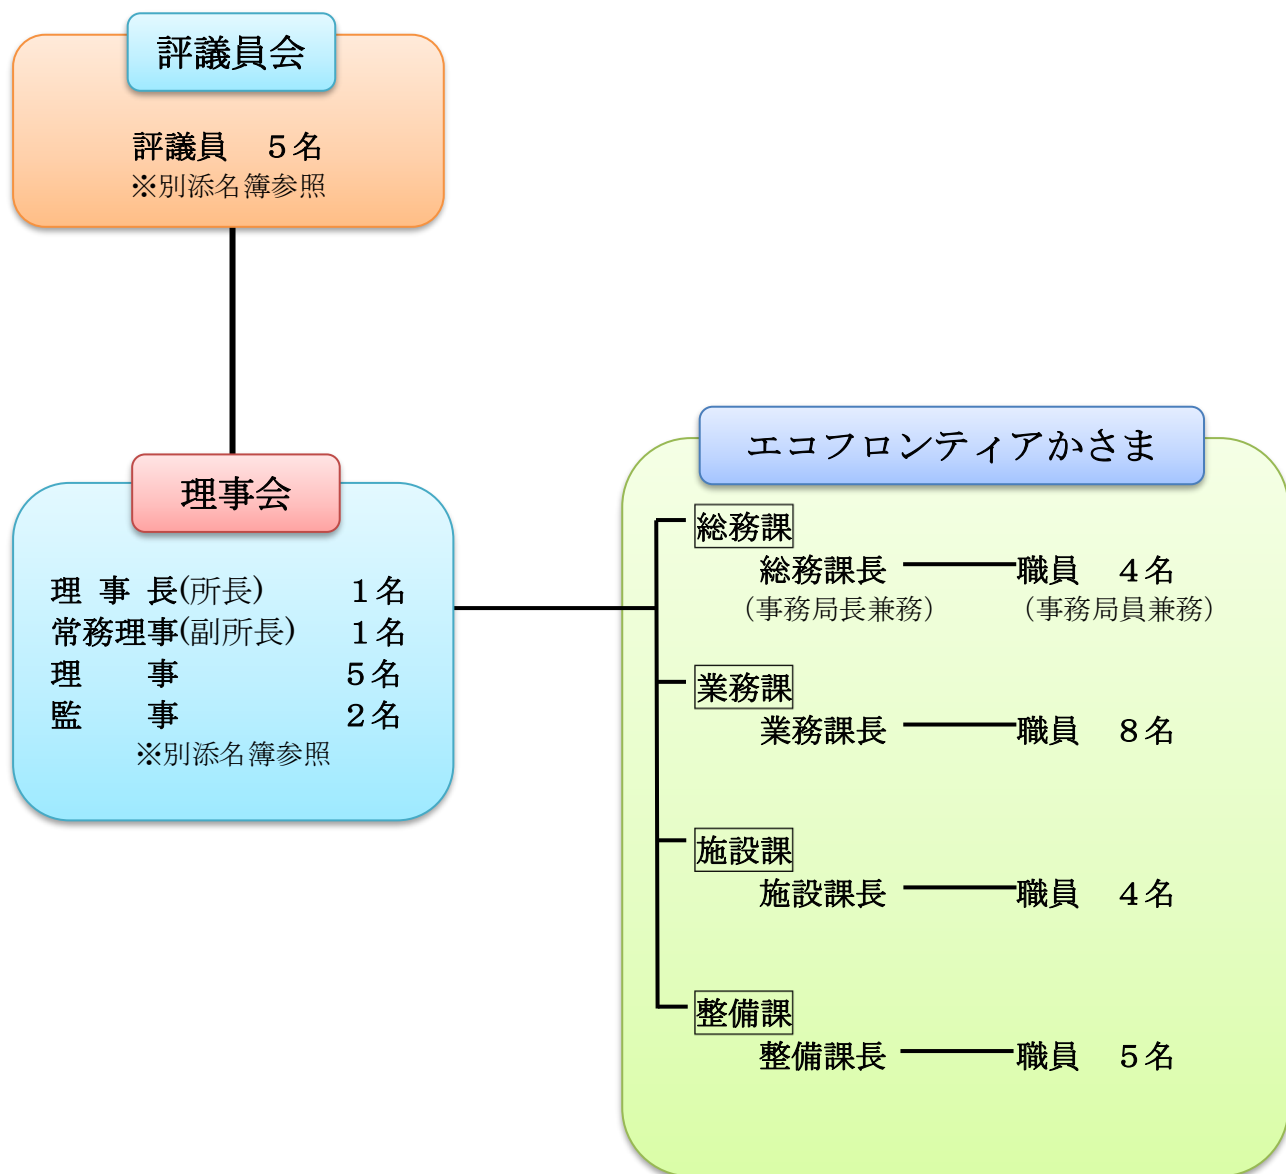 評議員会
評議員　５名
※別添名簿参照
理事会
理 事 長(所長)　　１名
常務理事(副所長)　１名
理　　事　　　　　５名
監　　事　　　　　２名
※別添名簿参照
エコフロンティアかさま
総務課
総務課長　職員　４名
（事務局長兼務）　（事務局員兼務）
業務課
業務課長　職員　８名
施設課
施設課長　職員　４名
整備課
整備課長　職員　５名